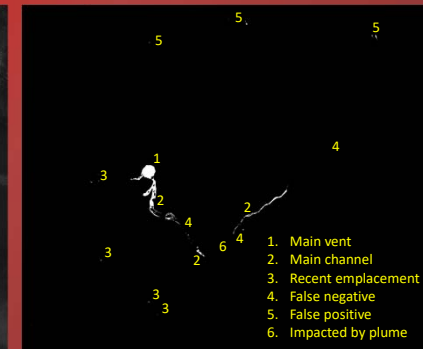 5
5
5
4
1
3
2
2
4
4
6
2
3
3
3
1. Main vent
2. Main channel
3. Recent emplacement
4. False negative
5. False positive
6. Impacted by plume